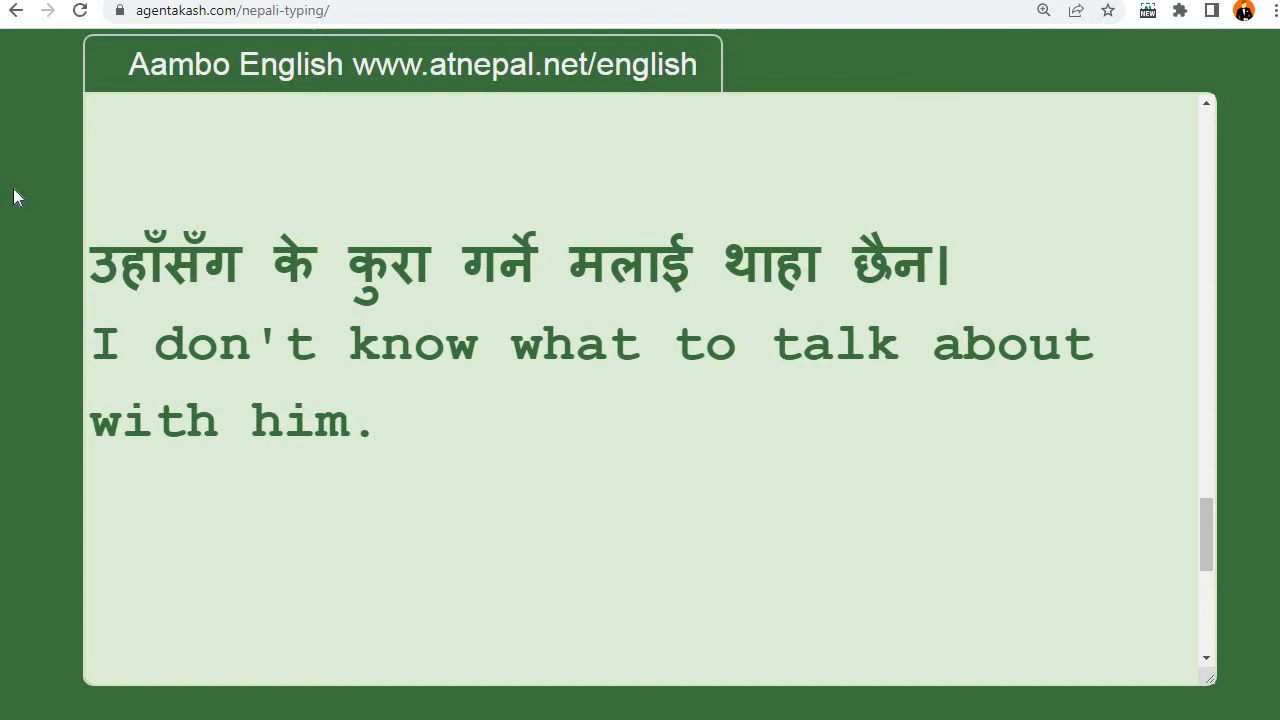 agentakash.com/nepali-typing/
NEW
Aambo English www.atnepal.net/english
उहाँसँग के कुरा गर्ने मलाई थाहा छैन।
I don't know what to talk about
with him.